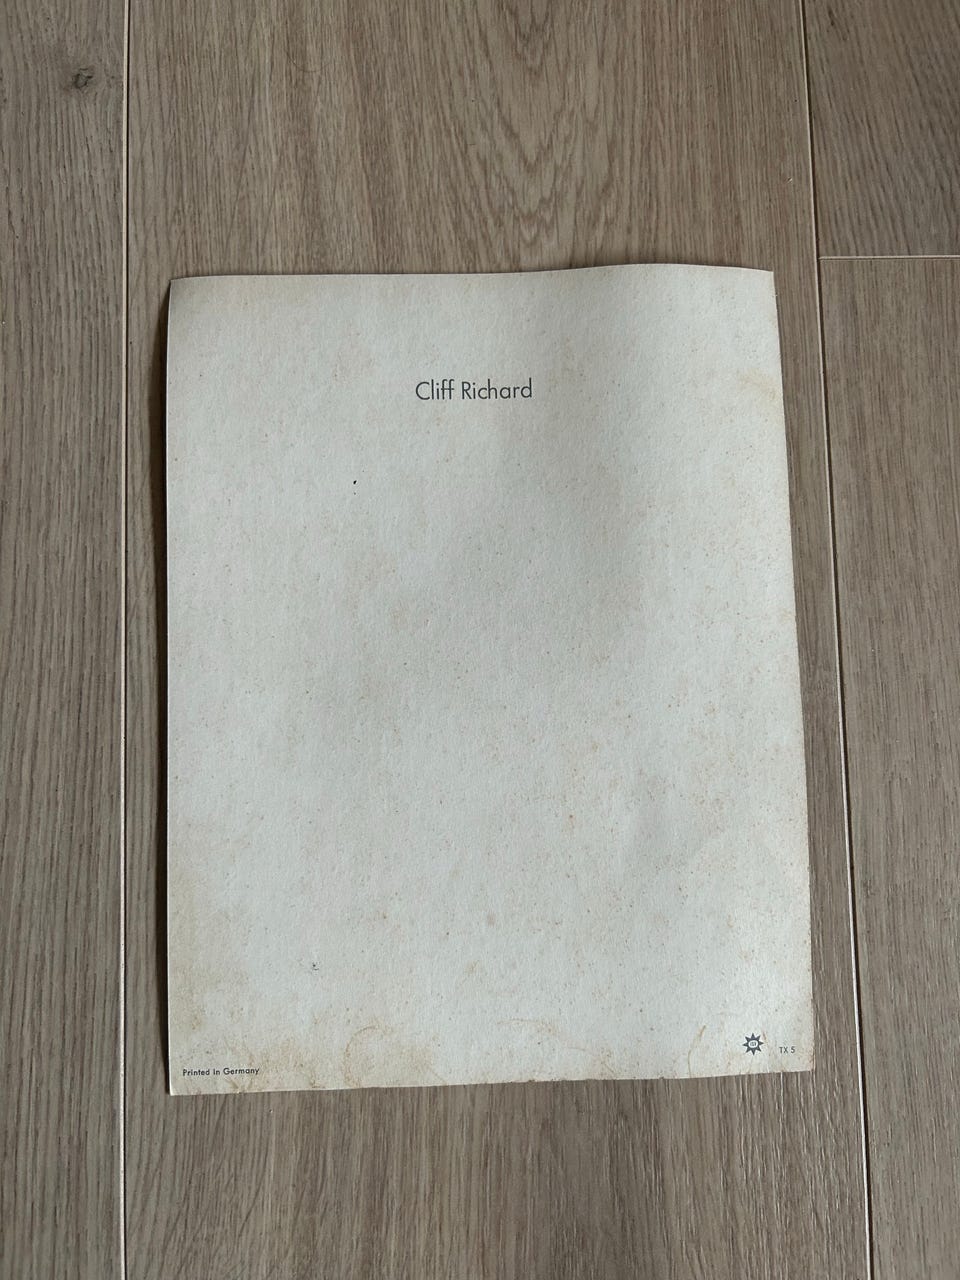 Cliff Richard
Printed in Germany
TX 5